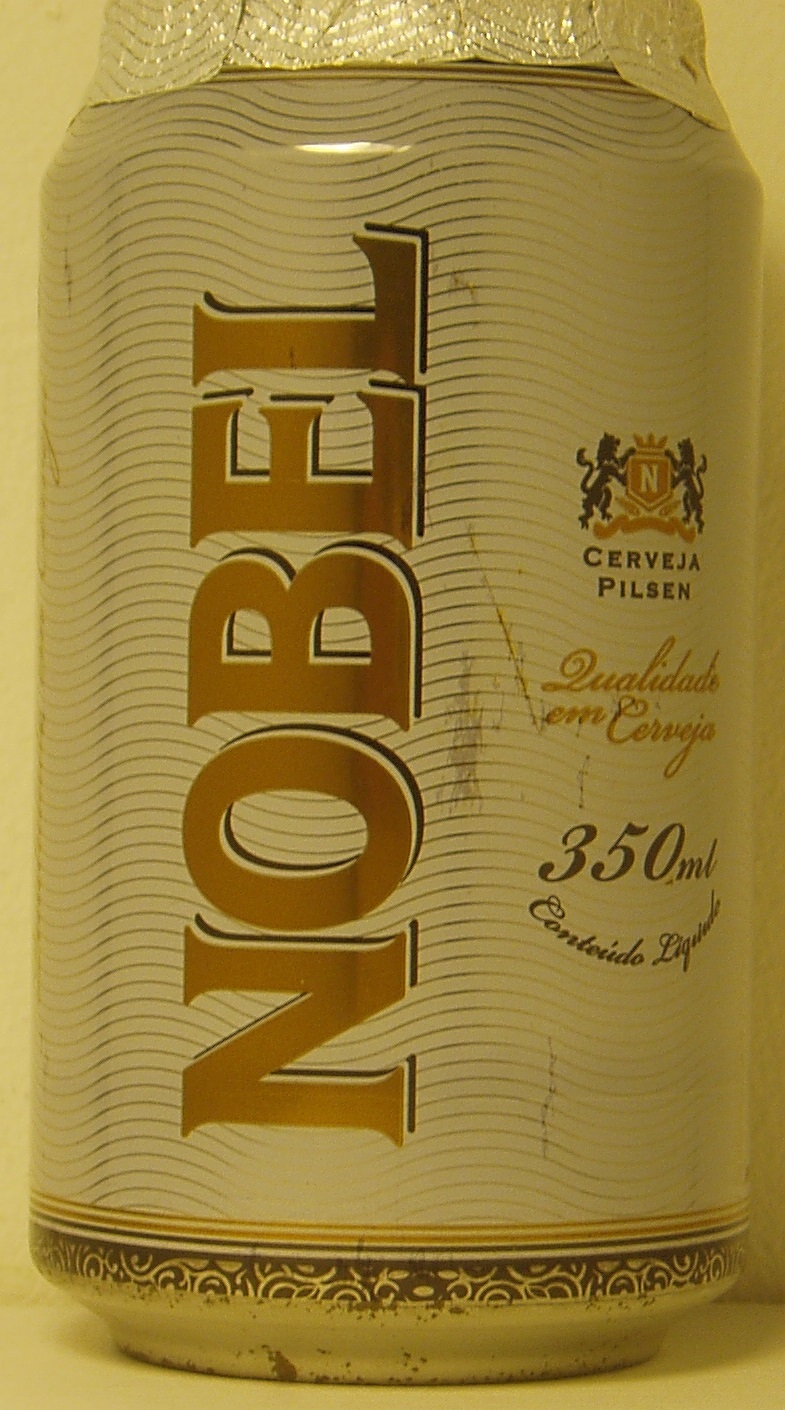 NOBEL
N
CERVEJA
PILSEN
Qualidade
em Cerveja
350ml
Conteúdo Líquido